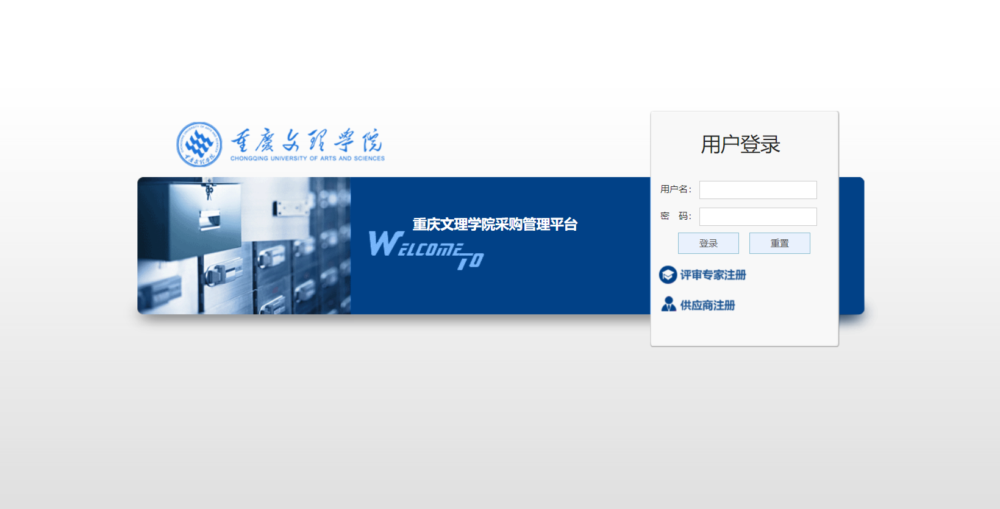 重慶文理學院
CHONGQING UNIVERSITY OF ARTS AND SCIENCES
用户登录
重庆文理学院采购管理平台
WELCOME TO
用户名：
密 码：
登录 重置
评审专家注册
供应商注册